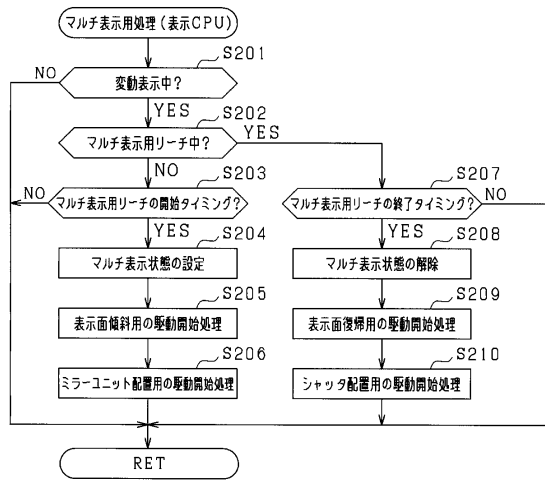 マルチ表示用処理(表示CPU)
S201
変動表示中?
NO
YES
S202
マルチ表示用リーチ中?
YES
NO
S203
マルチ表示用リーチの開始タイミング?
NO
YES
S204
マルチ表示状態の設定
S205
表示面傾斜用の駆動開始処理
S206
ミラーユニット配置用の駆動開始処理
S207
マルチ表示用リーチの終了タイミング?
NO
YES
S208
マルチ表示状態の解除
S209
表示面復帰用の駆動開始処理
S210
シャッタ配置用の駆動開始処理
RET